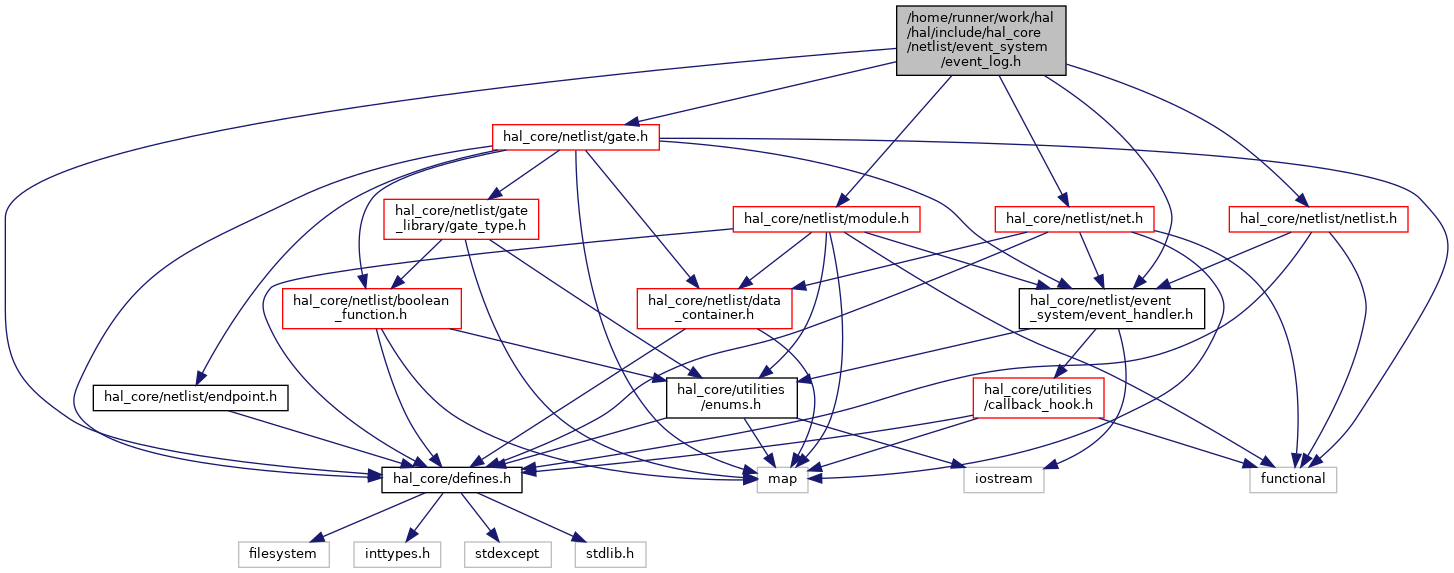 /home/runner/work/hal
/hal/include/hal_core
/netlist/event_system
/event_log.h
hal_core/netlist/gate.h
hal_core/netlist/gate
_library/gate_type.h
hal_core/netlist/module.h
hal_core/netlist/net.h
hal_core/netlist/netlist.h
hal_core/netlist/boolean
_function.h
hal_core/netlist/data
_container.h
hal_core/netlist/event
_system/event_handler.h
hal_core/netlist/endpoint.h
hal_core/utilities
/enums.h
hal_core/utilities
/callback_hook.h
hal_core/defines.h
map
iostream
functional
filesystem
inttypes.h
stdexcept
stdlib.h